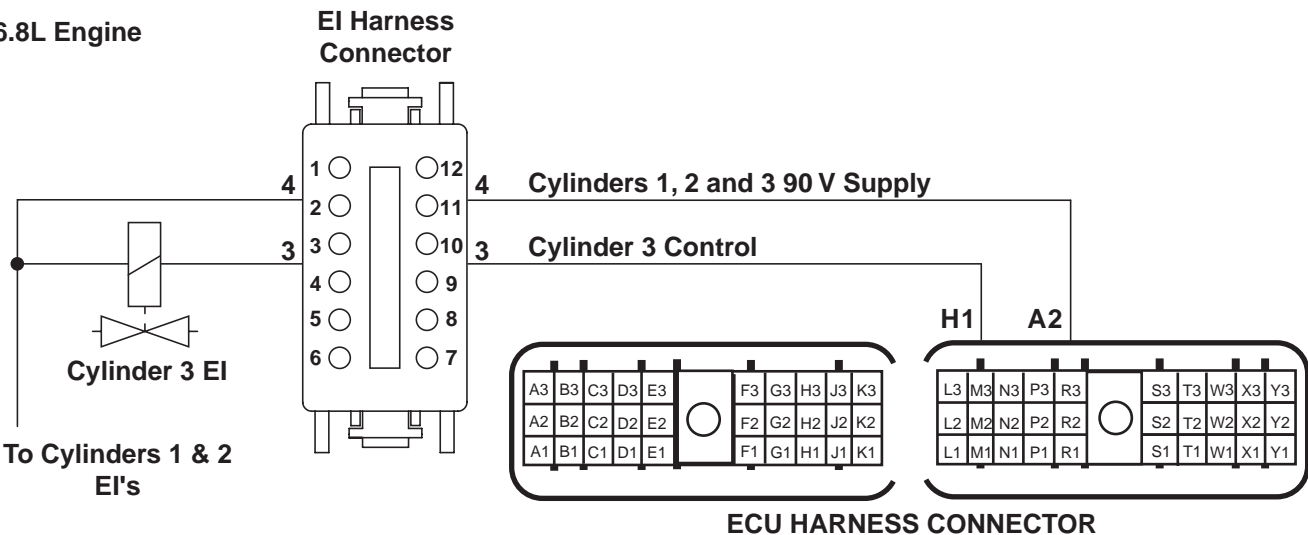 6.8L Engine
EI Harness
Connector
1 12
4 4 Cylinders 1, 2 and 3 90 V Supply
2 11
3 3 10 3 Cylinder 3 Control
4 9
5 8
6 7
H1 A2
Cylinder 3 EI
To Cylinders 1 & 2
EI's
A3 B3 C3 D3 E3 F3 G3 H3 J3 K3
A2 B2 C2 D2 E2 F2 G2 H2 J2 K2
A1 B1 C1 D1 E1 F1 G1 H1 J1 K1
L3 M3 N3 P3 R3 S3 T3 W3 X3 Y3
L2 M2 N2 P2 R2 S2 T2 W2 X2 Y2
L1 M1 N1 P1 R1 S1 T1 W1 X1 Y1
ECU HARNESS CONNECTOR